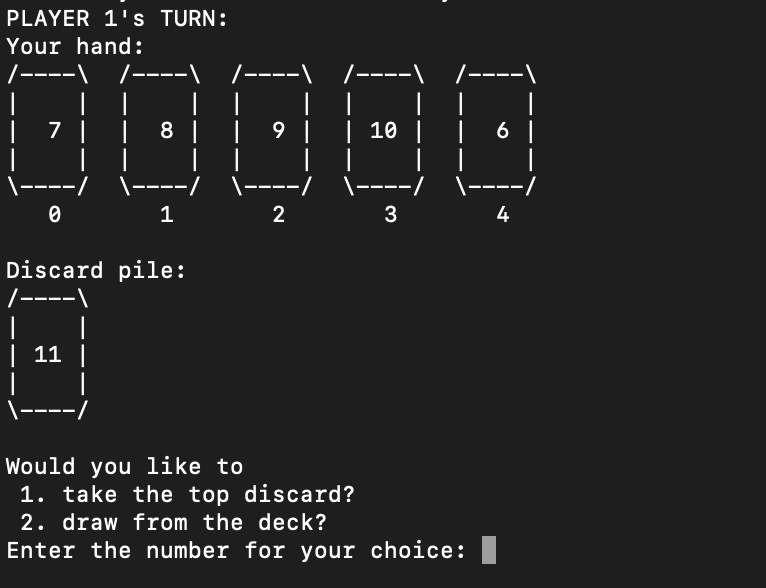 PLAYER 1's TURN:
Your hand:
/----\  /----\  /----\  /----\  /----\
|    |  |    |  |    |  |    |  |    |
|  7 |  |  8 |  |  9 |  | 10 |  |  6 |
|    |  |    |  |    |  |    |  |    |
\----/  \----/  \----/  \----/  \----/
   0       1       2       3       4

Discard pile:
/----\
|    |
| 11 |
|    |
\----/

Would you like to
 1. take the top discard?
 2. draw from the deck?
Enter the number for your choice: